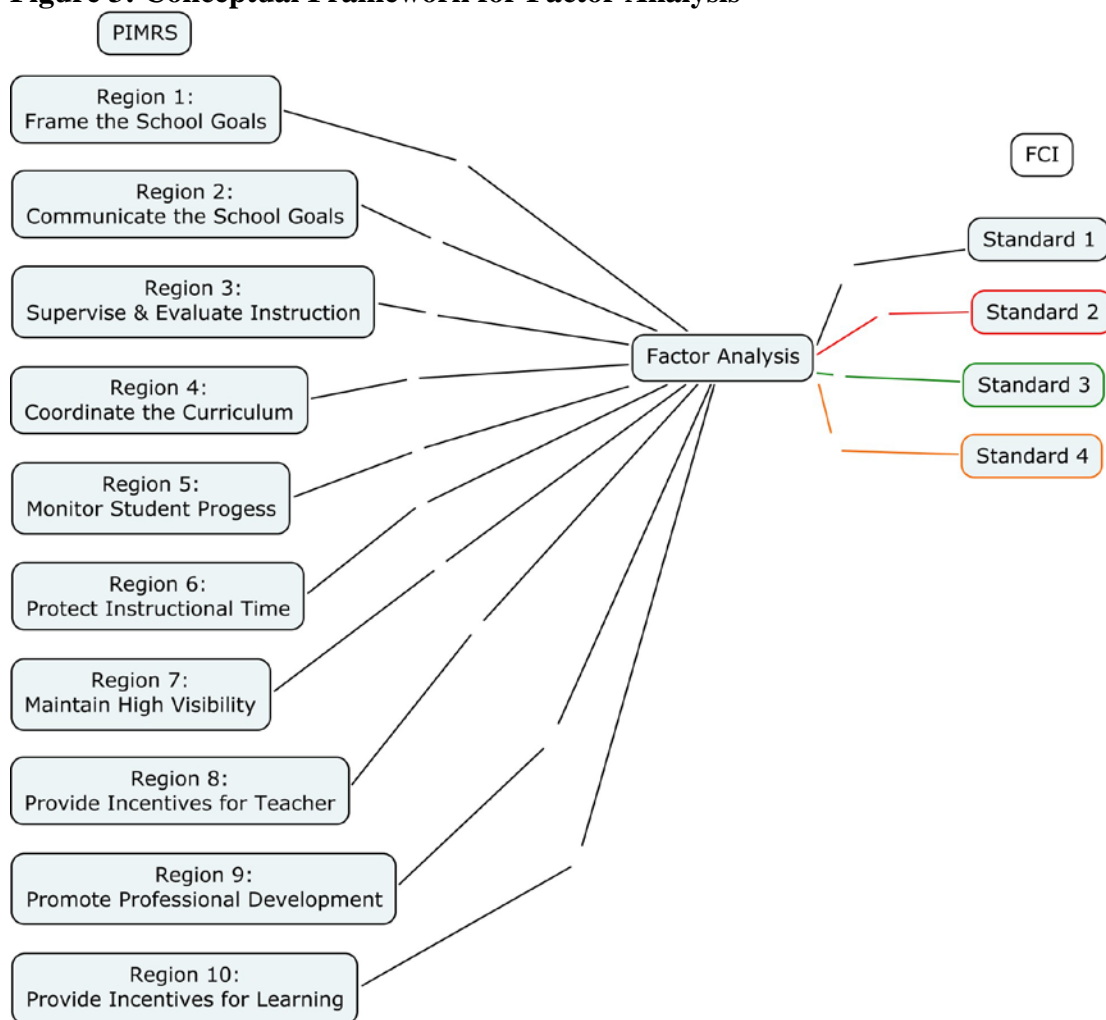 PIMRS
Region 1:
Frame the School Goals
Region 2:
Communicate the School Goals
Region 3:
Supervise & Evaluate Instruction
Region 4:
Coordinate the Curriculum
Region 5:
Monitor Student Progess
Region 6:
Protect Instructional Time
Region 7:
Maintain High Visibility
Region 8:
Provide Incentives for Teacher
Region 9:
Promote Professional Development
Region 10:
Provide Incentives for Learning
Factor Analysis
FCI
Standard 1
Standard 2
Standard 3
Standard 4